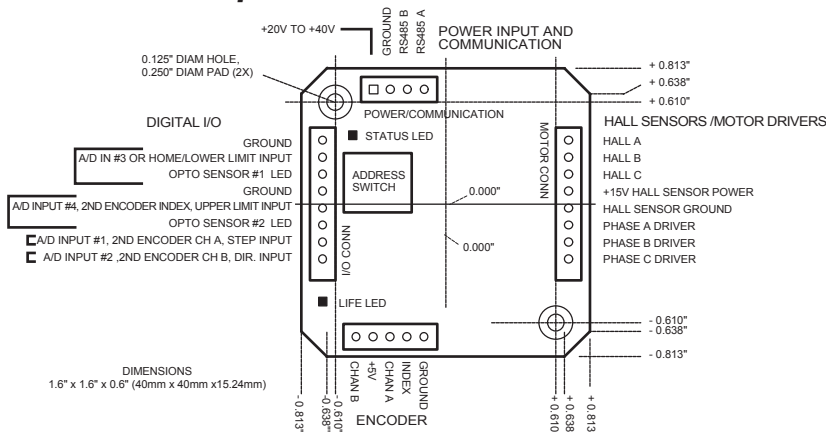 +20V TO +40V
GROUND
RS485 B
RS485 A
POWER INPUT AND
COMMUNICATION
0.125" DIAM HOLE,
0.250" DIAM PAD (2X)
+ 0.813"
+ 0.638"
+ 0.610"
POWER/COMMUNICATION
DIGITAL I/O
HALL SENSORS /MOTOR DRIVERS
STATUS LED
MOTOR CONN
GROUND
A/D IN #3 OR HOME/LOWER LIMIT INPUT
OPTO SENSOR #1 LED
GROUND
A/D INPUT #4, 2ND ENCODER INDEX, UPPER LIMIT INPUT
OPTO SENSOR #2 LED
A/D INPUT #1, 2ND ENCODER CH A, STEP INPUT
A/D INPUT #2 ,2ND ENCODER CH B, DIR. INPUT
ADDRESS
SWITCH
0.000"
0.000"
I/O CONN
HALL A
HALL B
HALL C
+15V HALL SENSOR POWER
HALL SENSOR GROUND
PHASE A DRIVER
PHASE B DRIVER
PHASE C DRIVER
LIFE LED
- 0.610"
- 0.638"
- 0.813"
CHAN B
+5V
CHAN A
INDEX
GROUND
ENCODER
DIMENSIONS
1.6" x 1.6" x 0.6" (40mm x 40mm x15.24mm)
- 0.813"
-0.638"
- 0.610"
+ 0.610
+ 0.638
+ 0.813